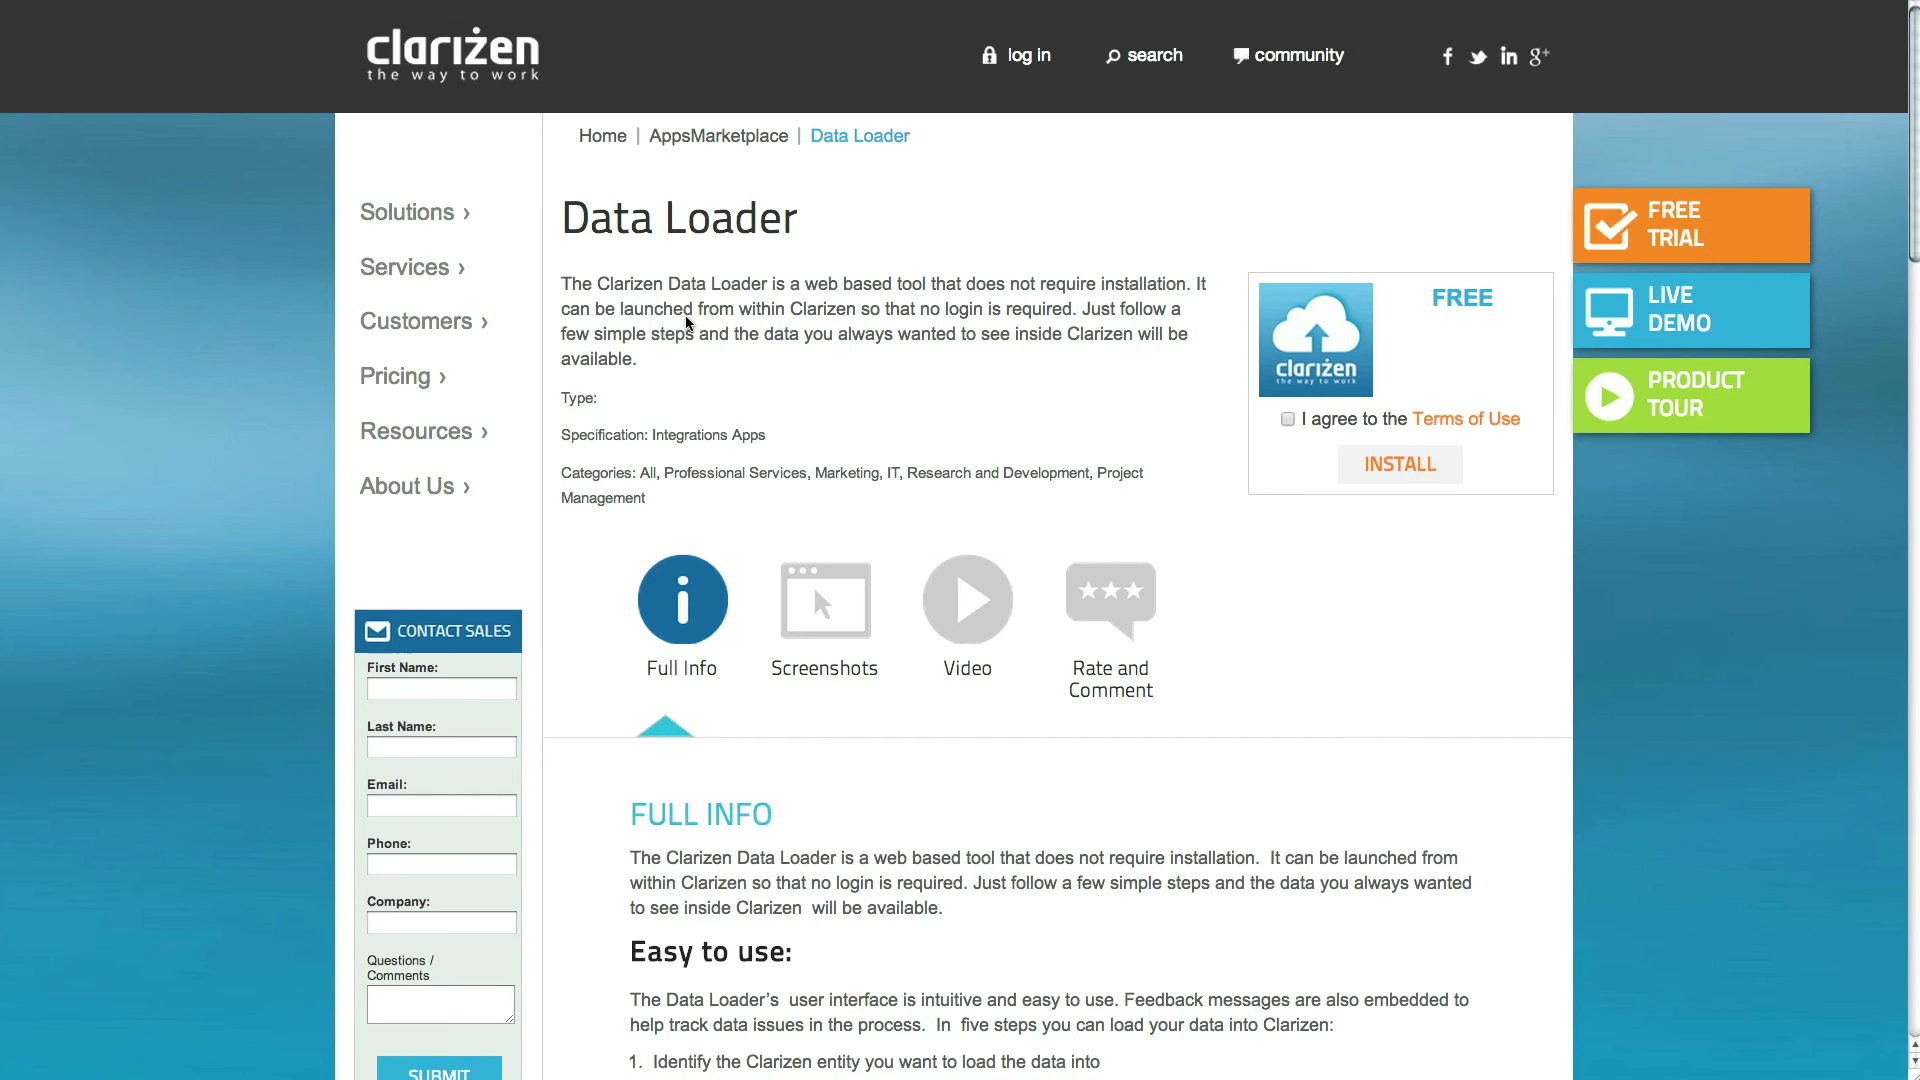 clarizen
the way to work
log in
search
community
Home | AppsMarketplace | Data Loader
Solutions ›
Services ›
Customers ›
Pricing ›
Resources ›
About Us ›
CONTACT SALES
First Name:
Last Name:
Email:
Phone:
Company:
Questions /
Comments
SUBMIT
Data Loader
The Clarizen Data Loader is a web based tool that does not require installation. It
can be launched from within Clarizen so that no login is required. Just follow a
few simple steps and the data you always wanted to see inside Clarizen will be
available.
Type:
Specification: Integrations Apps
Categories: All, Professional Services, Marketing, IT, Research and Development, Project
Management
FREE
clarizen
the way to work
I agree to the Terms of Use
INSTALL
FREE
TRIAL
LIVE
DEMO
PRODUCT
TOUR
Full Info
Screenshots
Video
Rate and
Comment
FULL INFO
The Clarizen Data Loader is a web based tool that does not require installation.  It can be launched from
within Clarizen so that no login is required. Just follow a few simple steps and the data you always wanted
to see inside Clarizen  will be available.
Easy to use:
The Data Loader’s  user interface is intuitive and easy to use. Feedback messages are also embedded to
help track data issues in the process.  In  five steps you can load your data into Clarizen:
1. Identify the Clarizen entity you want to load the data into